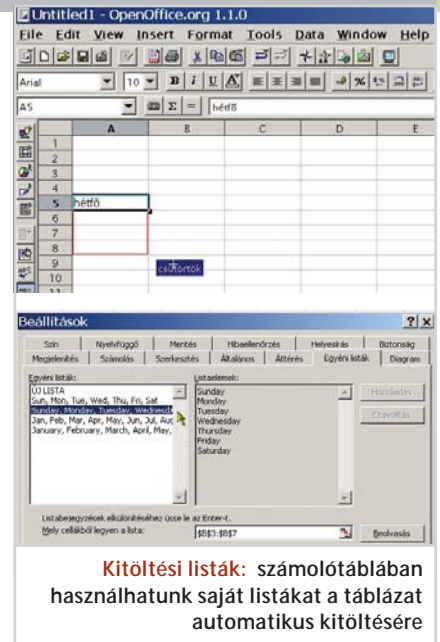 Untitled1 - OpenOffice.org 1.1.0
File Edit View Insert Format Tools Data Window Help
Arial 10 B i U A
A5 Σ = hétfő
A B C D E
1
2
3
4
5 hétfő
6
7
8
9 csütörtök
10
11
Beállítások
Szín Nyelvfüggő Mentés Hibaellenőrzés Helyesírás Biztonság
Megjelenítés Számolás Szerkesztés Általános Áttérés Egyéni listák Diagram
Egyéni listák: Listaelemek:
ÚJ LISTA
Sun, Mon, Tue, Wed, Thu, Fri, Sat
Sunday, Monday, Tuesday, Wednesda
Jan, Feb, Mar, Apr, May, Jun, Jul, Aug
January, February, March, April, May,
Sunday
Monday
Tuesday
Wednesday
Thursday
Friday
Saturday
Hozzáadás
Eltávolítás
Listabejegyzések elkülönítéséhez üsse le az Enter-t.
Mely cellákból legyen a lista: $B$3:$B$7 Beolvasás
Kitöltési listák: számolótáblában
használhatunk saját listákat a táblázat
automatikus kitöltésére